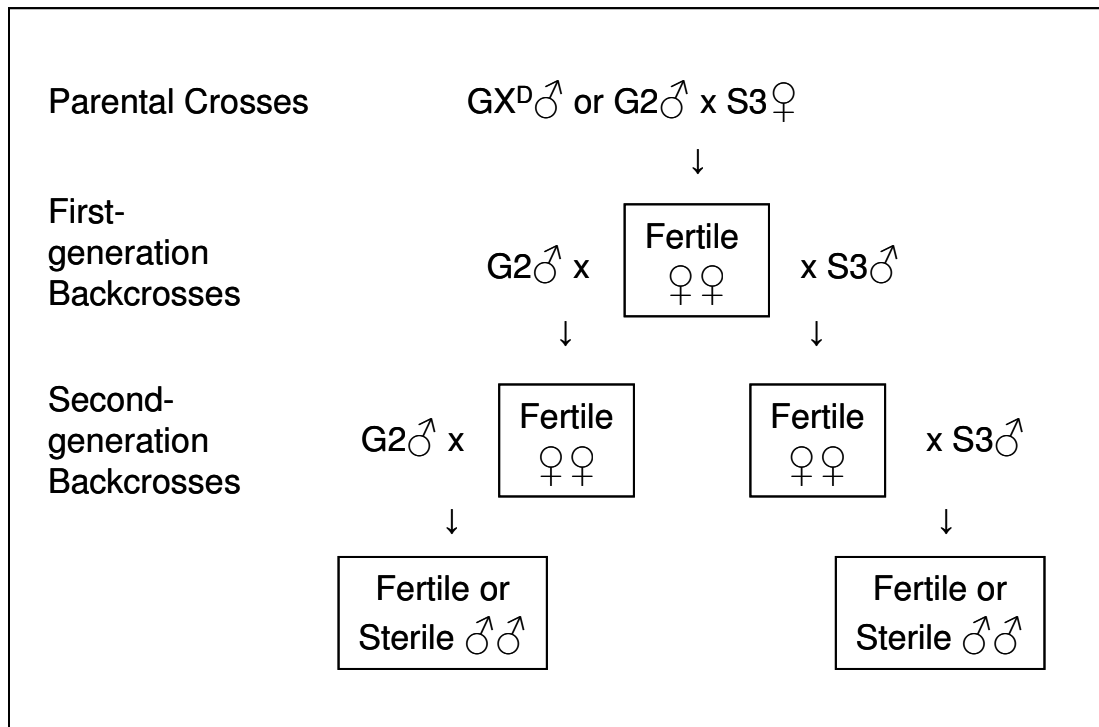 Parental Crosses GXᴰ♂ or G2♂ x S3♀
↓
First-
generation
Backcrosses
G2♂ x
Fertile
♀♀
x S3♂
↓ ↓
Second-
generation
Backcrosses
G2♂ x
Fertile
♀♀
Fertile
♀♀
x S3♂
↓ ↓
Fertile or
Sterile ♂♂
Fertile or
Sterile ♂♂